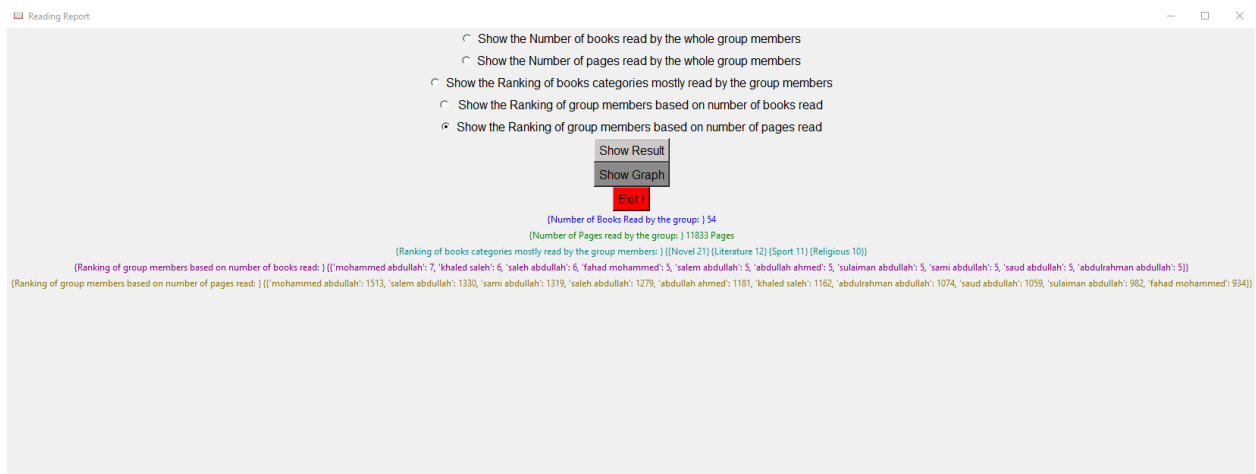 Reading Report
Show the Number of books read by the whole group members
Show the Number of pages read by the whole group members
Show the Ranking of books categories mostly read by the group members
Show the Ranking of group members based on number of books read
Show the Ranking of group members based on number of pages read
Show Result
Show Graph
Exit !
{Number of Books Read by the group: } 54
{Number of Pages read by the group: } 11833 Pages
{Ranking of books categories mostly read by the group members: } {{Novel 21} {Literature 12} {Sport 11} {Religious 10}}
{Ranking of group members based on number of books read: } {{'mohammed abdullah': 7, 'khaled saleh': 6, 'saleh abdullah': 6, 'fahad mohammed': 5, 'salem abdullah': 5, 'abdullah ahmed': 5, 'sulaiman abdullah': 5, 'sami abdullah': 5, 'saud abdullah': 5, 'abdulrahman abdullah': 5}}
{Ranking of group members based on number of pages read: } {{'mohammed abdullah': 1513, 'salem abdullah': 1330, 'sami abdullah': 1319, 'saleh abdullah': 1279, 'abdullah ahmed': 1181, 'khaled saleh': 1162, 'abdulrahman abdullah': 1074, 'saud abdullah': 1059, 'sulaiman abdullah': 982, 'fahad mohammed': 934}}